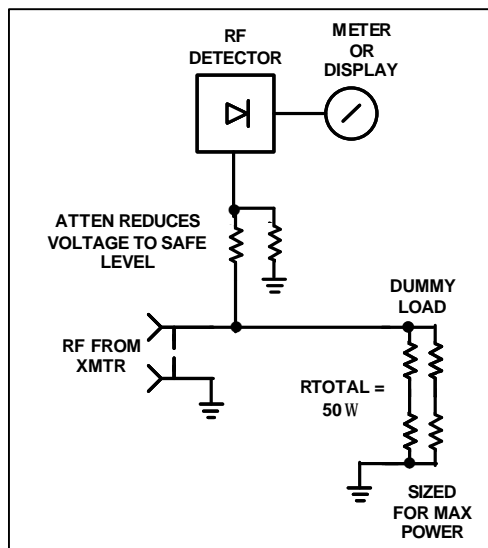 RF
DETECTOR
METER
OR
DISPLAY
ATTEN REDUCES
VOLTAGE TO SAFE
LEVEL
DUMMY
LOAD
RF FROM
XMTR
RTOTAL =
50 W
SIZED
FOR MAX
POWER